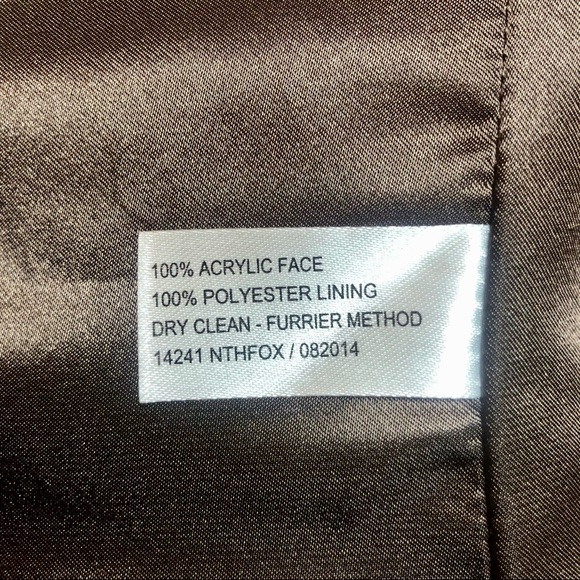 100% ACRYLIC FACE
100% POLYESTER LINING
DRY CLEAN - FURRIER METHOD
14241 NTHFOX / 082014